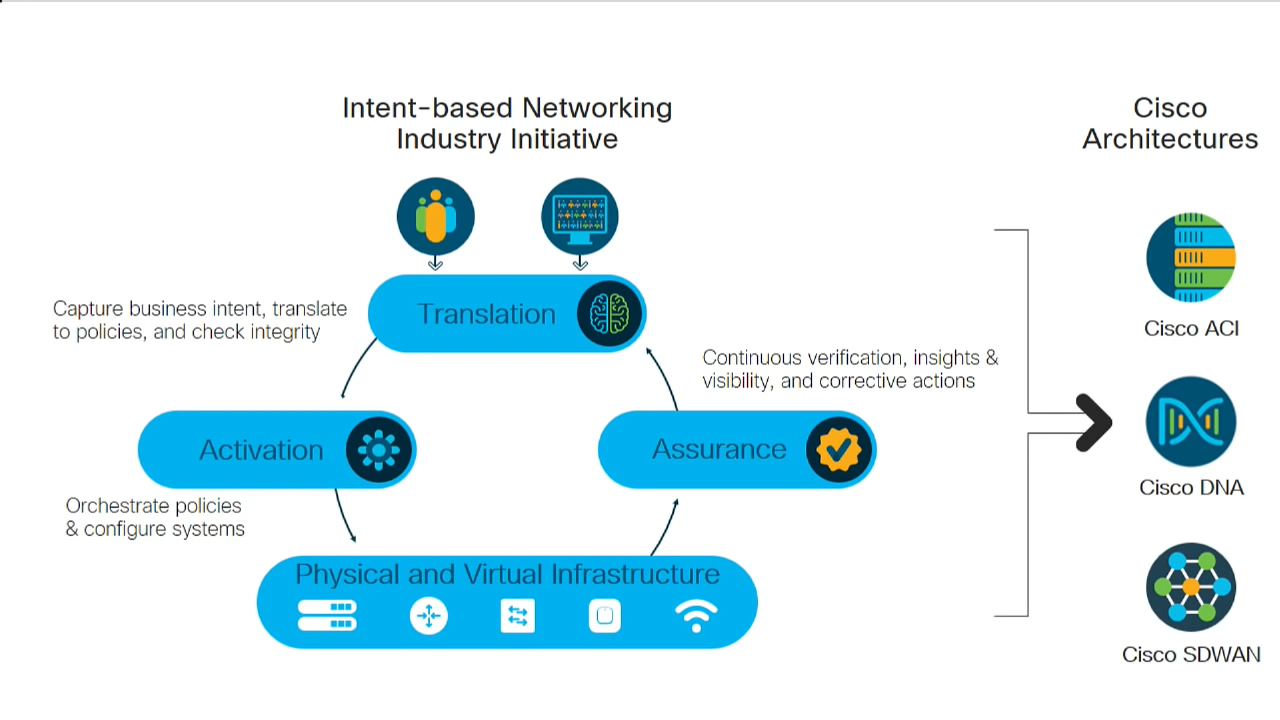 Intent-based Networking
Industry Initiative
Cisco
Architectures
Translation
Capture business intent, translate
to policies, and check integrity
Cisco ACI
Continuous verification, insights &
visibility, and corrective actions
Activation
Assurance
Cisco DNA
Orchestrate policies
& configure systems
Physical and Virtual Infrastructure
Cisco SDWAN